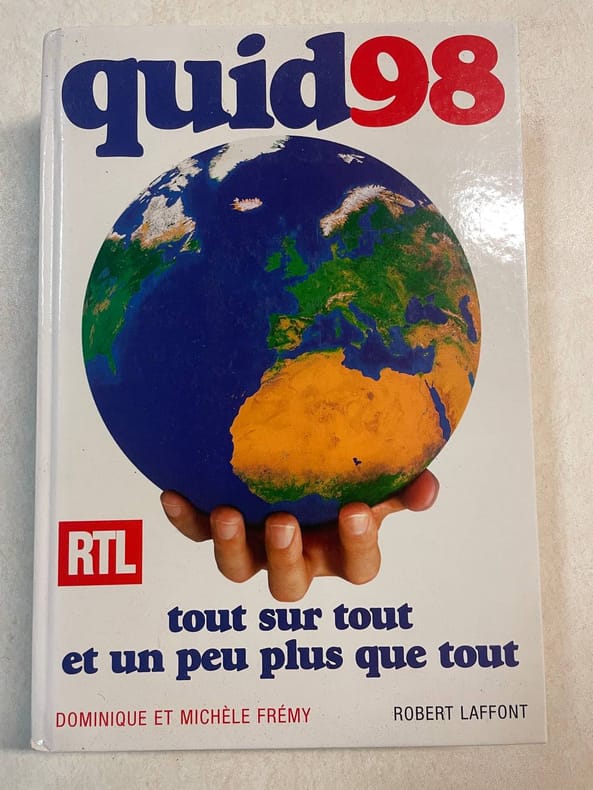 quid98
RTL
tout sur tout
et un peu plus que tout
DOMINIQUE ET MICHÈLE FRÉMY
ROBERT LAFFONT